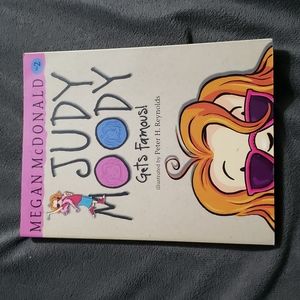 MEGAN McDONALD
#2
JUDY
MOODY
Gets Famous!
illustrated by Peter H. Reynolds